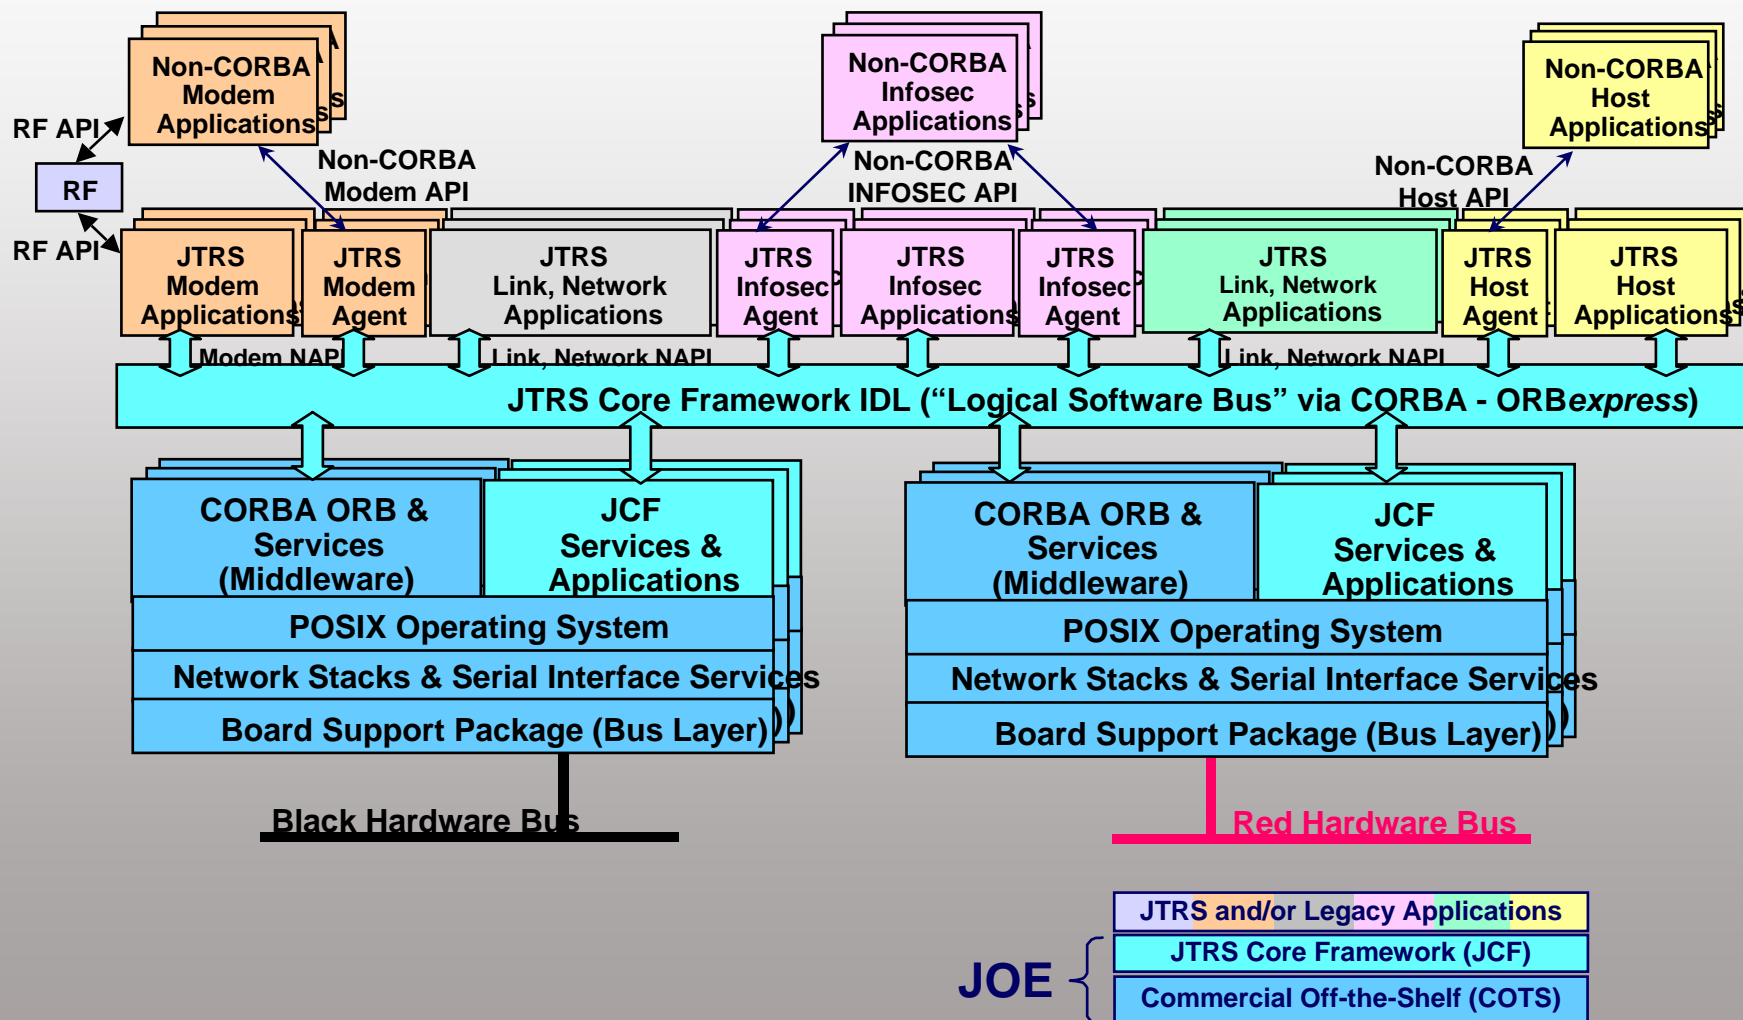 Non-CORBA
Modem
Applications
Non-CORBA
Infosec
Applications
Non-CORBA
Host
Applications
RF API
RF
RF API
Non-CORBA
Modem API
Non-CORBA
INFOSEC API
Non-CORBA
Host API
JTRS
Modem
Applications
JTRS
Modem
Agent
JTRS
Link, Network
Applications
JTRS
Infosec
Agent
JTRS
Infosec
Applications
JTRS
Infosec
Agent
JTRS
Link, Network
Applications
JTRS
Host
Agent
JTRS
Host
Applications
Modem NAPI
Link, Network NAPI
Link, Network NAPI
JTRS Core Framework IDL (“Logical Software Bus” via CORBA - ORBexpress)
CORBA ORB &
Services
(Middleware)
JCF
Services &
Applications
POSIX Operating System
Network Stacks & Serial Interface Services
Board Support Package (Bus Layer)
CORBA ORB &
Services
(Middleware)
JCF
Services &
Applications
POSIX Operating System
Network Stacks & Serial Interface Services
Board Support Package (Bus Layer)
Black Hardware Bus
Red Hardware Bus
JTRS and/or Legacy Applications
JOE
JTRS Core Framework (JCF)
Commercial Off-the-Shelf (COTS)